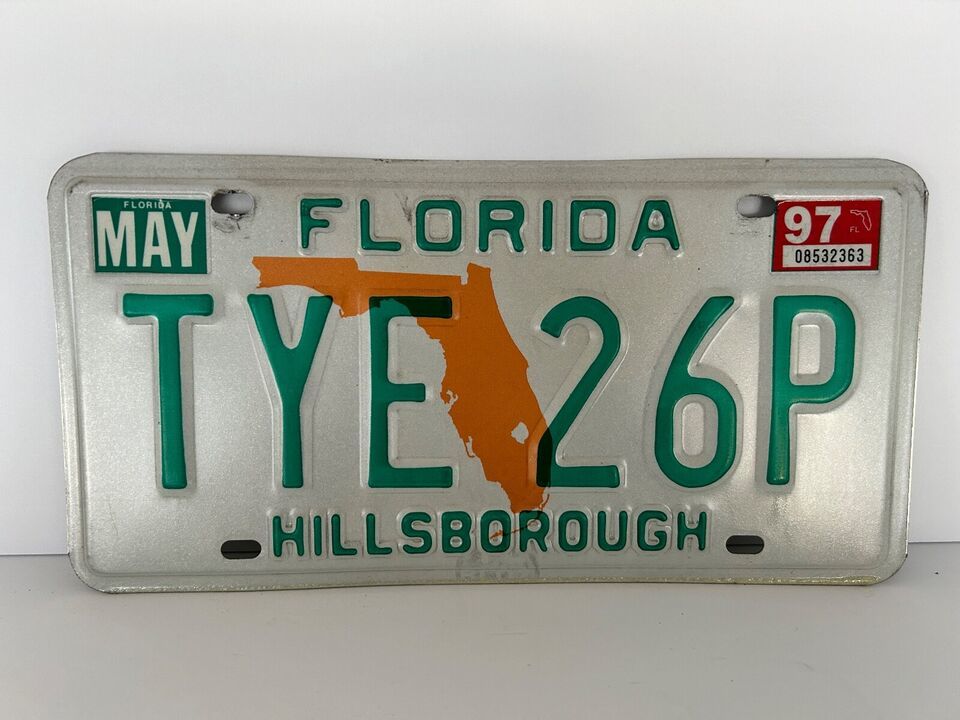 FLORIDA
MAY
FLORIDA
97
FL
08532363
TYE 26P
HILLSBOROUGH